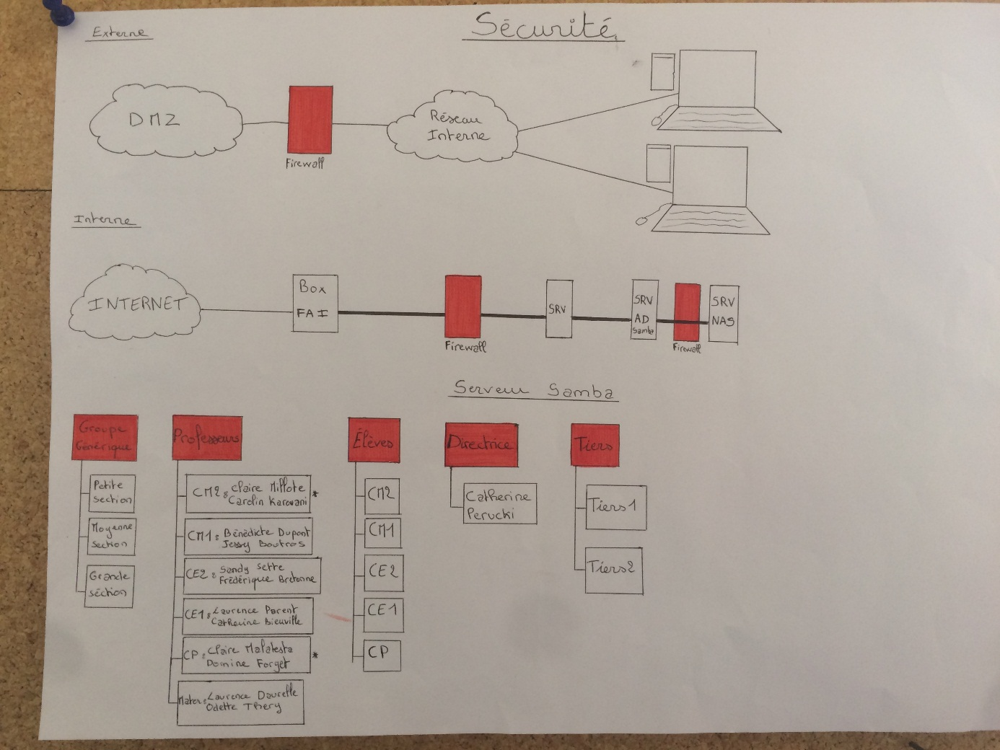 Sécurité
Externe
DMZ
Firewall
Réseau
Interne
Interne
INTERNET
Box
FAI
Firewall
SRV
SRV
AD
Samba
Firewall
SRV
NAS
Serveur Samba
Groupe
Générique
Petite
section
Moyenne
section
Grande
séction
Professeurs
CM2: Claire Millote
Carolin Karouani *
CM1: Bénédicte Dupont
Jessy Boutros
CE2: Sandy Sette
Frédérique Bretonne
CE1: Laurence Parent
Catherine Bieuville
CP: Claire Malatesta
Domine Forget *
Mater: Laurence Daurelle
Odette Thery
Élèves
CM2
CM1
CE2
CE1
CP
Directrice
Catherine
Perucki
Tiers
Tiers1
Tiers2